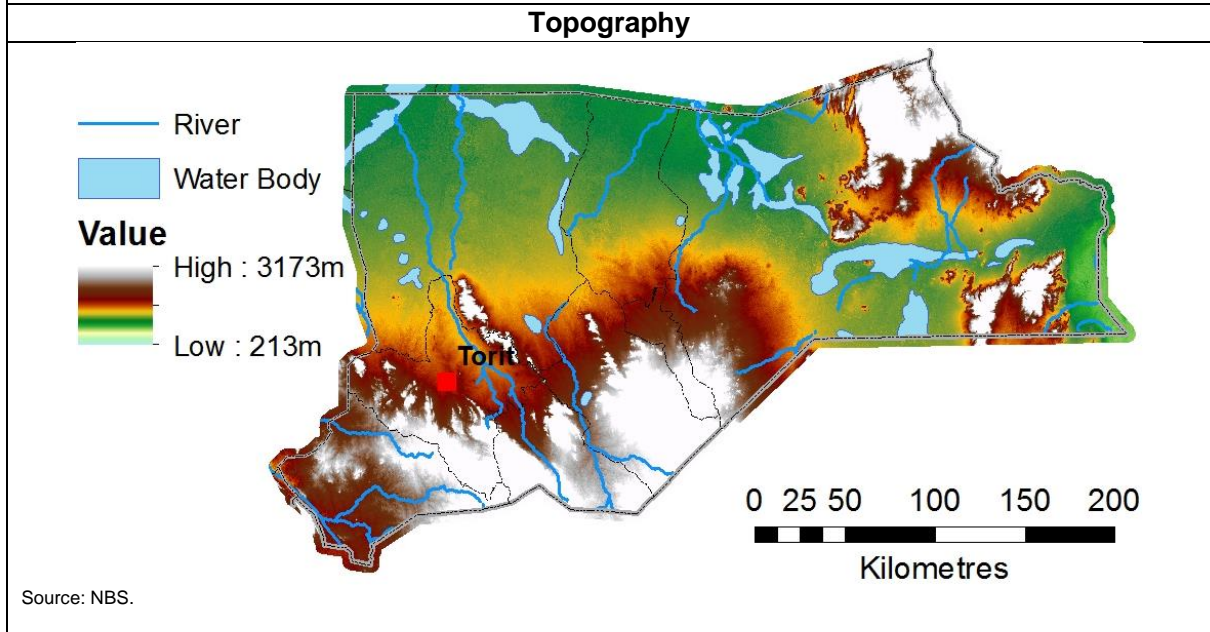 Topography
River
Water Body
Value
High : 3173m
Low : 213m
Torit
0 25 50 100 150 200
Kilometres
Source: NBS.